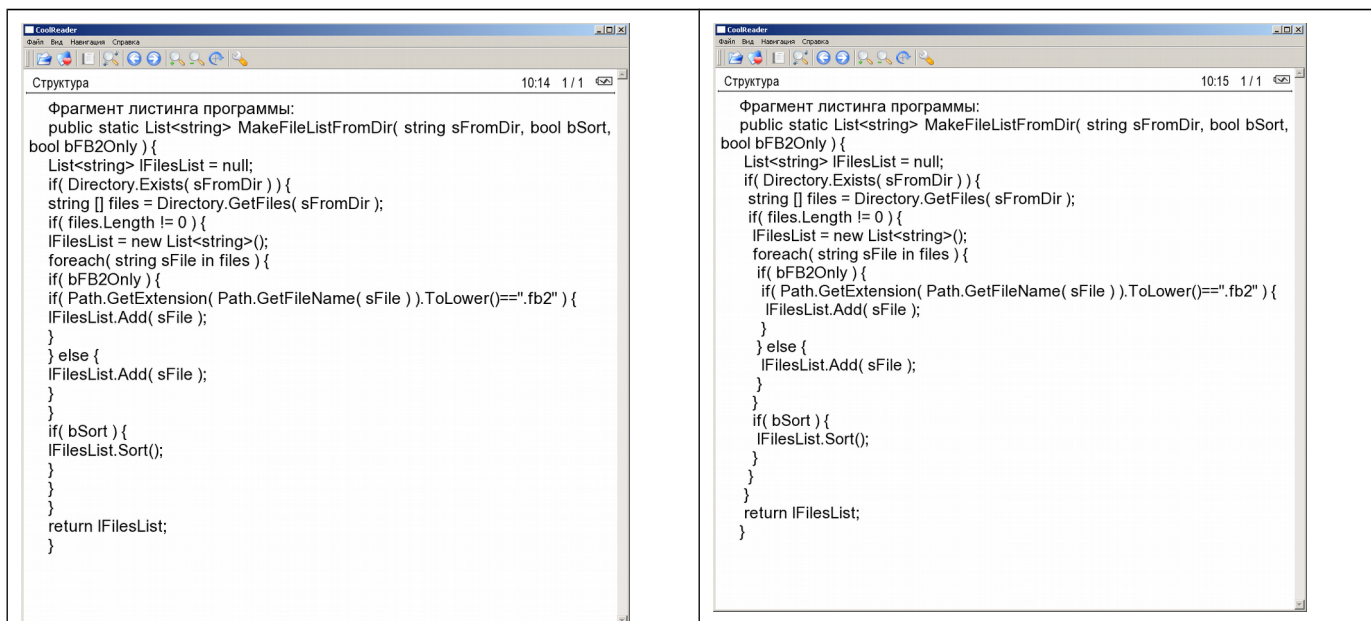 CoolReader
Файл Вид Навигация Справка
Структура 10:14 1 / 1
Фрагмент листинга программы:
public static List<string> MakeFileListFromDir( string sFromDir, bool bSort,
bool bFB2Only ) {
List<string> lFilesList = null;
if( Directory.Exists( sFromDir ) ) {
string [] files = Directory.GetFiles( sFromDir );
if( files.Length != 0 ) {
lFilesList = new List<string>();
foreach( string sFile in files ) {
if( bFB2Only ) {
if( Path.GetExtension( Path.GetFileName( sFile ) ).ToLower()==".fb2" ) {
lFilesList.Add( sFile );
}
} else {
lFilesList.Add( sFile );
}
}
if( bSort ) {
lFilesList.Sort();
}
}
}
return lFilesList;
}
CoolReader
Файл Вид Навигация Справка
Структура 10:15 1 / 1
Фрагмент листинга программы:
public static List<string> MakeFileListFromDir( string sFromDir, bool bSort,
bool bFB2Only ) {
List<string> lFilesList = null;
if( Directory.Exists( sFromDir ) ) {
string [] files = Directory.GetFiles( sFromDir );
if( files.Length != 0 ) {
lFilesList = new List<string>();
foreach( string sFile in files ) {
if( bFB2Only ) {
if( Path.GetExtension( Path.GetFileName( sFile ) ).ToLower()==".fb2" ) {
lFilesList.Add( sFile );
}
} else {
lFilesList.Add( sFile );
}
}
if( bSort ) {
lFilesList.Sort();
}
}
}
return lFilesList;
}